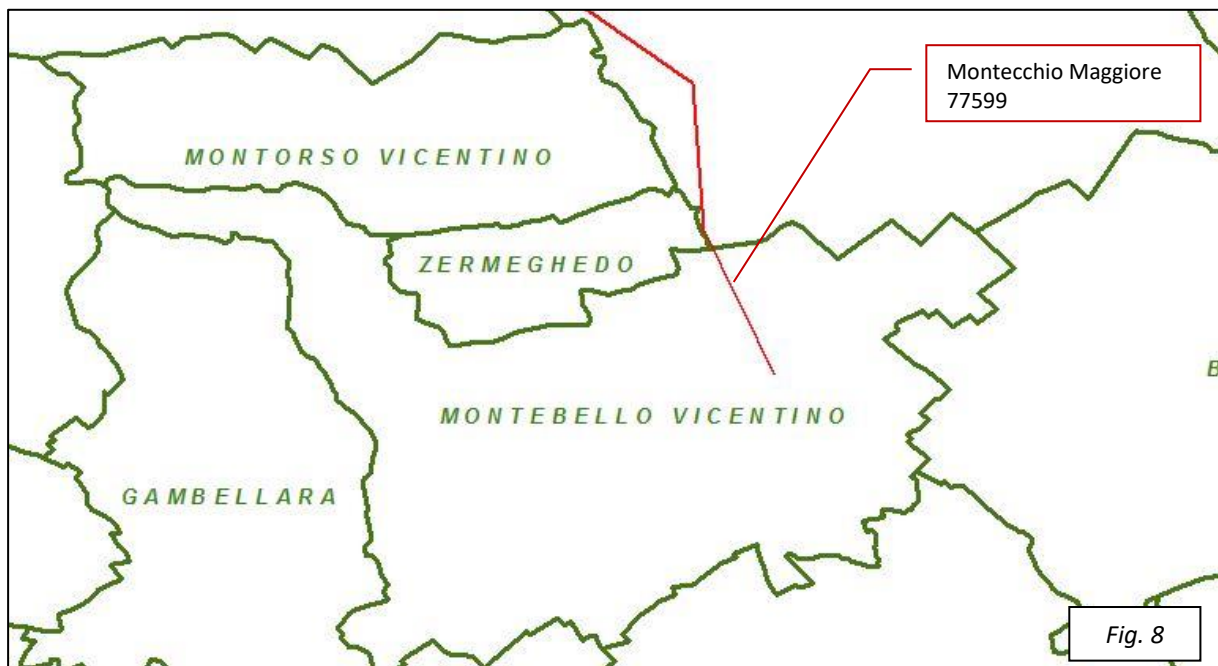 Montecchio Maggiore
77599
MONTORSO VICENTINO
ZERMEGHEDO
B
MONTEBELLO VICENTINO
GAMBELLARA
Fig. 8